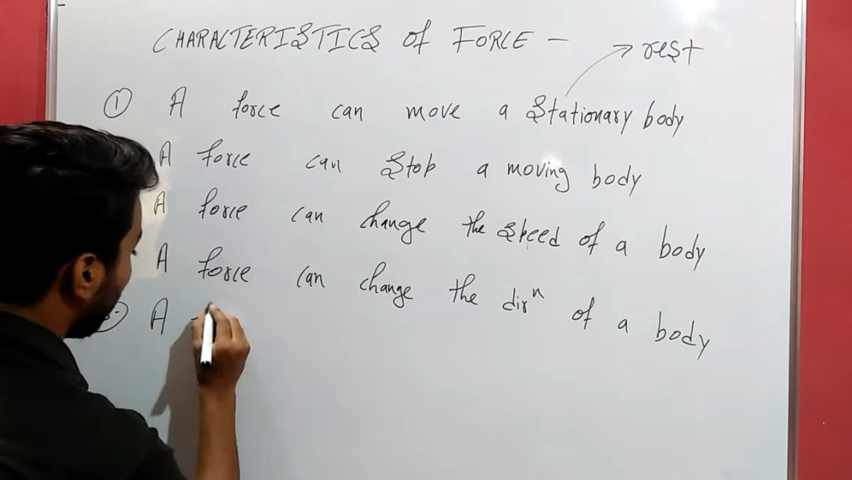 CHARACTERISTICS of FORCE -
→ rest
① A force can move a Stationary body
A force can Stop a moving body
A force can change the Speed of a body
A force can change the dirⁿ of a body
A